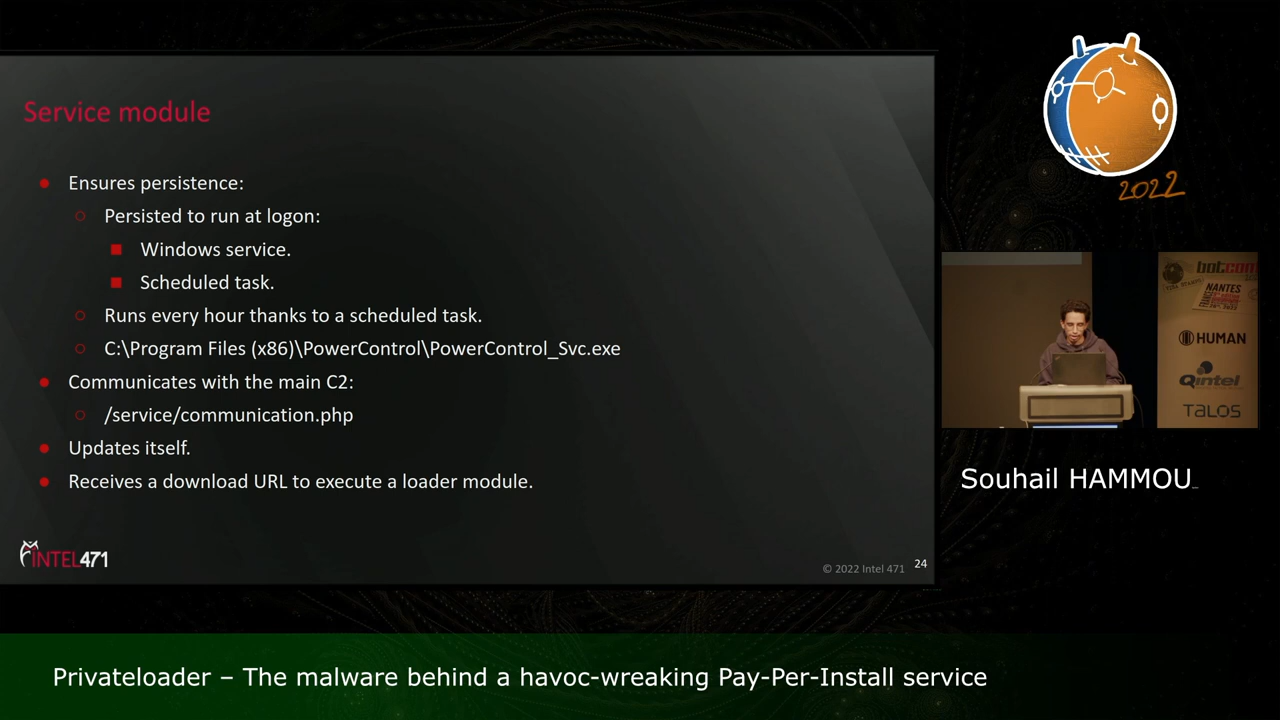 Service module
Ensures persistence:
Persisted to run at logon:
Windows service.
Scheduled task.
Runs every hour thanks to a scheduled task.
C:\Program Files (x86)\PowerControl\PowerControl_Svc.exe
Communicates with the main C2:
/service/communication.php
Updates itself.
Receives a download URL to execute a loader module.
INTEL471
© 2022 Intel 471
24
2022
botcon
NANTES
HUMAN
Qintel
TALOS
Souhail HAMMOU_
Privateloader – The malware behind a havoc-wreaking Pay-Per-Install service